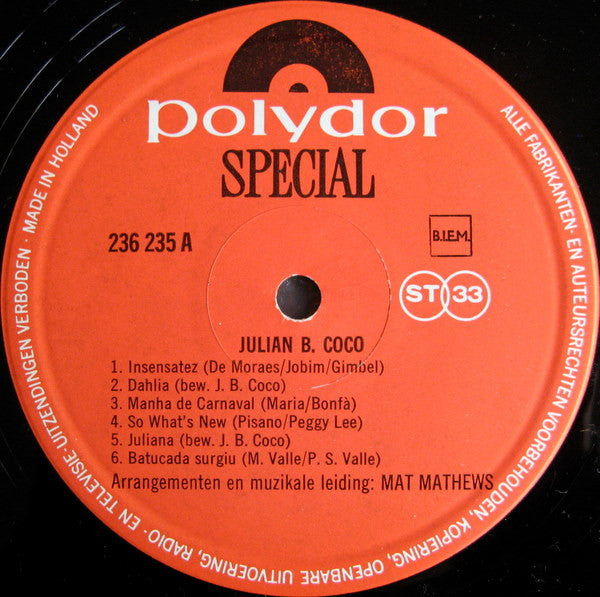 polydor
SPECIAL
236 235 A
B.I.E.M.
ST 33
JULIAN B. COCO
1. Insensatez (De Moraes/Jobim/Gimbel)
2. Dahlia (bew. J. B. Coco)
3. Manha de Carnaval (Maria/Bonfà)
4. So What's New (Pisano/Peggy Lee)
5. Juliana (bew. J. B. Coco)
6. Batucada surgiu (M. Valle/P. S. Valle)
Arrangementen en muzikale leiding: MAT MATHEWS
ALLE FABRIKANTEN- EN AUTEURSRECHTEN VOORBEHOUDEN, KOPIERING, OPENBARE UITVOERING, RADIO- EN TELEVISIE-UITZENDINGEN VERBODEN · MADE IN HOLLAND